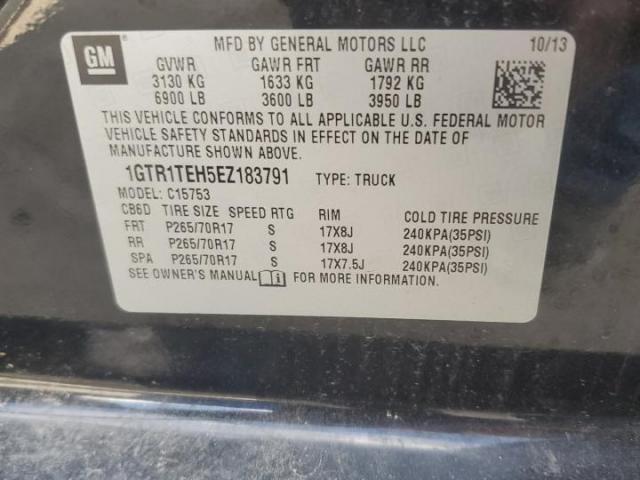 GM MFD BY GENERAL MOTORS LLC 10/13
GVWR GAWR FRT GAWR RR
3130 KG 1633 KG 1792 KG
6900 LB 3600 LB 3950 LB
THIS VEHICLE CONFORMS TO ALL APPLICABLE U.S. FEDERAL MOTOR
VEHICLE SAFETY STANDARDS IN EFFECT ON THE DATE OF
MANUFACTURE SHOWN ABOVE.
1GTR1TEH5EZ183791 TYPE: TRUCK
MODEL: C15753
CB6D TIRE SIZE SPEED RTG RIM COLD TIRE PRESSURE
FRT P265/70R17 S 17X8J 240KPA(35PSI)
RR P265/70R17 S 17X8J 240KPA(35PSI)
SPA P265/70R17 S 17X7.5J 240KPA(35PSI)
SEE OWNER'S MANUAL FOR MORE INFORMATION.